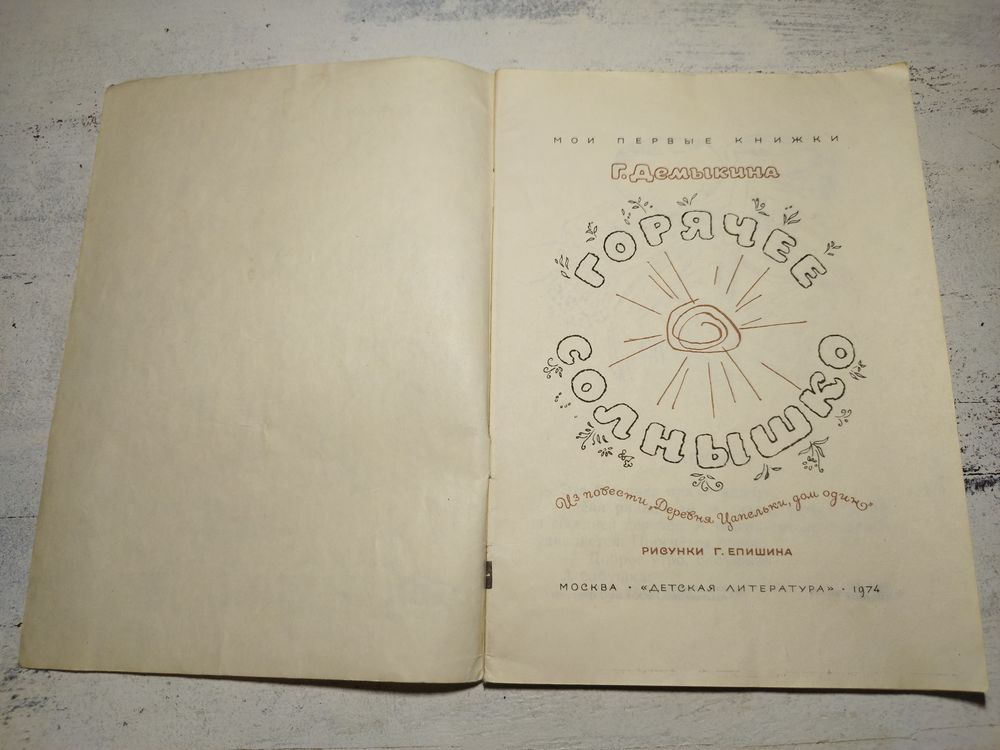 МОИ ПЕРВЫЕ КНИЖКИ
Г. Демыкина
ГОРЯЧЕЕ
СОЛНЫШКО
Из повести „Деревня Цапельки, дом один“
РИСУНКИ Г. ЕПИШИНА
МОСКВА · «ДЕТСКАЯ ЛИТЕРАТУРА» · 1974